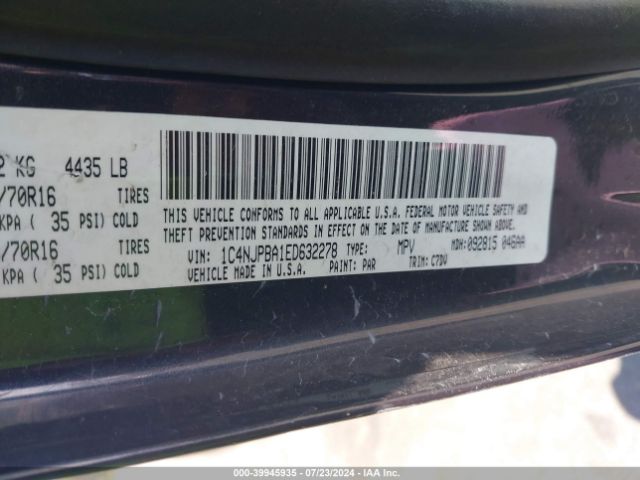 2 KG 4435 LB
/70R16 TIRES
KPA ( 35 PSI) COLD
/70R16 TIRES
KPA ( 35 PSI) COLD
THIS VEHICLE CONFORMS TO ALL APPLICABLE U.S.A. FEDERAL MOTOR VEHICLE SAFETY AND
THEFT PREVENTION STANDARDS IN EFFECT ON THE DATE OF MANUFACTURE SHOWN ABOVE.
VIN: 1C4NJPBA1ED632278 TYPE: MPV MDH: 092815 046AA
VEHICLE MADE IN U.S.A. PAINT: PAR TRIM: C7DV
000-39945935 - 07/23/2024 - IAA Inc.